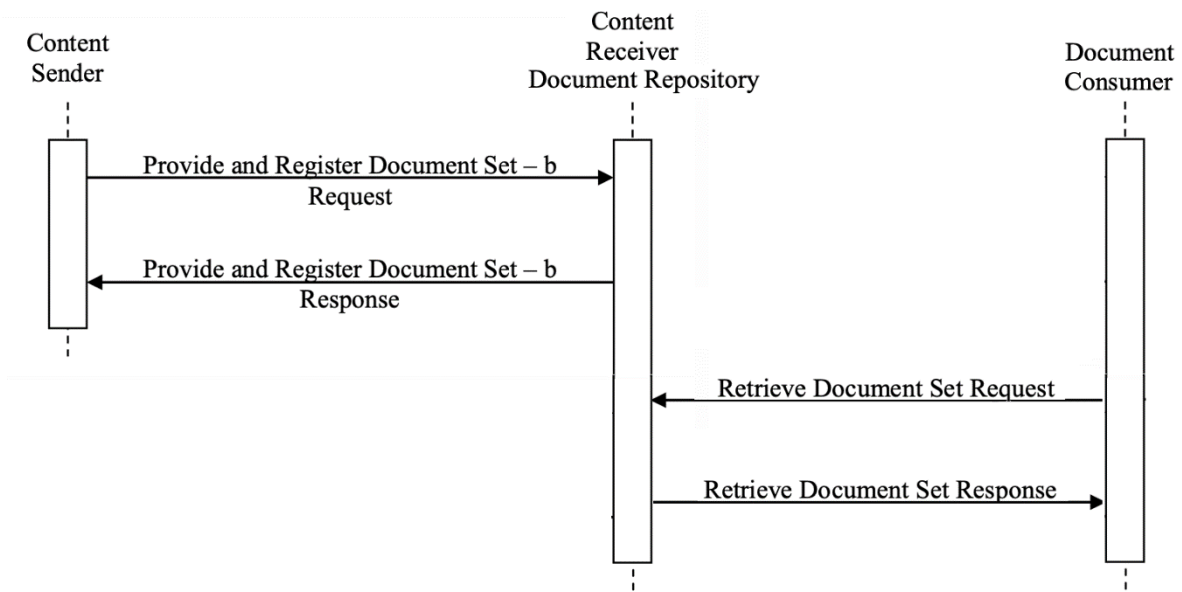 Content
Sender
Content
Receiver
Document Repository
Document
Consumer
Provide and Register Document Set – b
Request
Provide and Register Document Set – b
Response
Retrieve Document Set Request
Retrieve Document Set Response